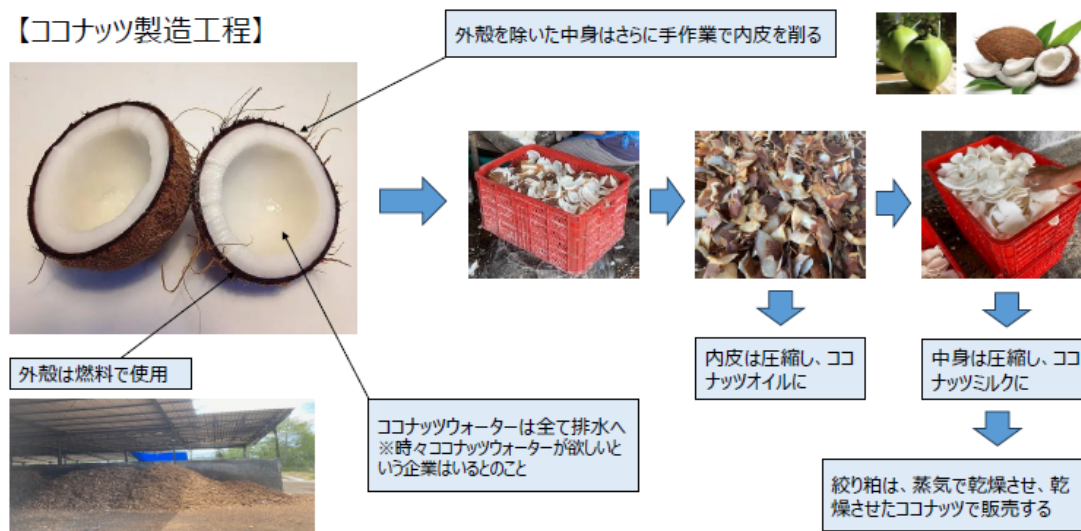 【ココナッツ製造工程】
外殻を除いた中身はさらに手作業で内皮を削る
外殻は燃料で使用
ココナッツウォーターは全て排水へ
※時々ココナッツウォーターが欲しいと
いう企業はいるとのこと
内皮は圧縮し、ココ
ナッツオイルに
中身は圧縮し、ココ
ナッツミルクに
絞り粕は、蒸気で乾燥させ、乾
燥させたココナッツで販売する